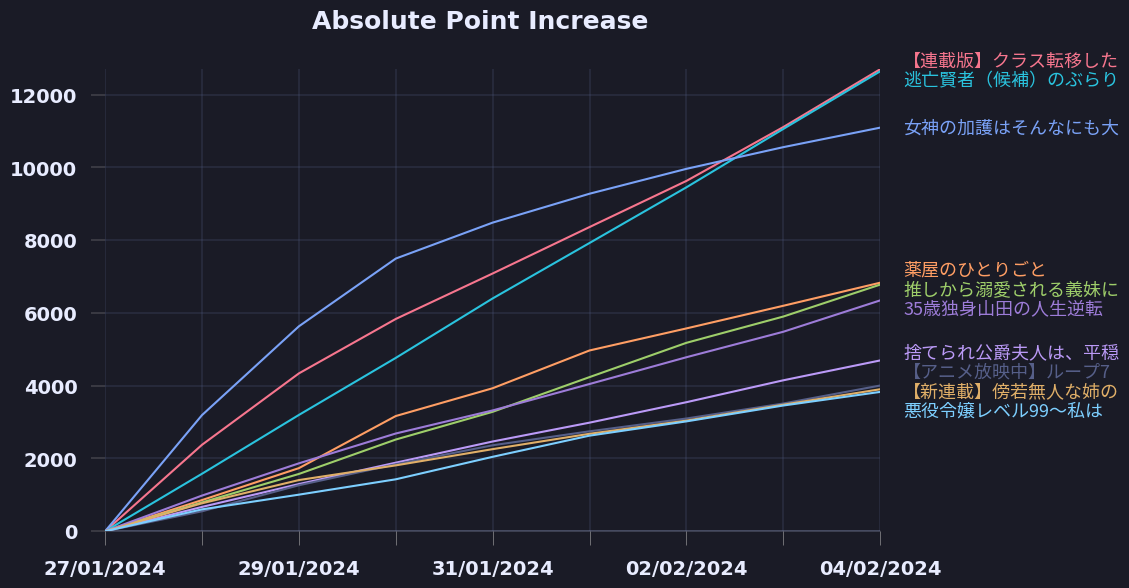 Absolute Point Increase
12000
10000
8000
6000
4000
2000
0
27/01/2024
29/01/2024
31/01/2024
02/02/2024
04/02/2024
【連載版】クラス転移した
逃亡賢者（候補）のぶらり
女神の加護はそんなにも大
薬屋のひとりごと
推しから溺愛される義妹に
35歳独身山田の人生逆転
捨てられ公爵夫人は、平穏
【アニメ放映中】ループ7
【新連載】傍若無人な姉の
悪役令嬢レベル99～私は